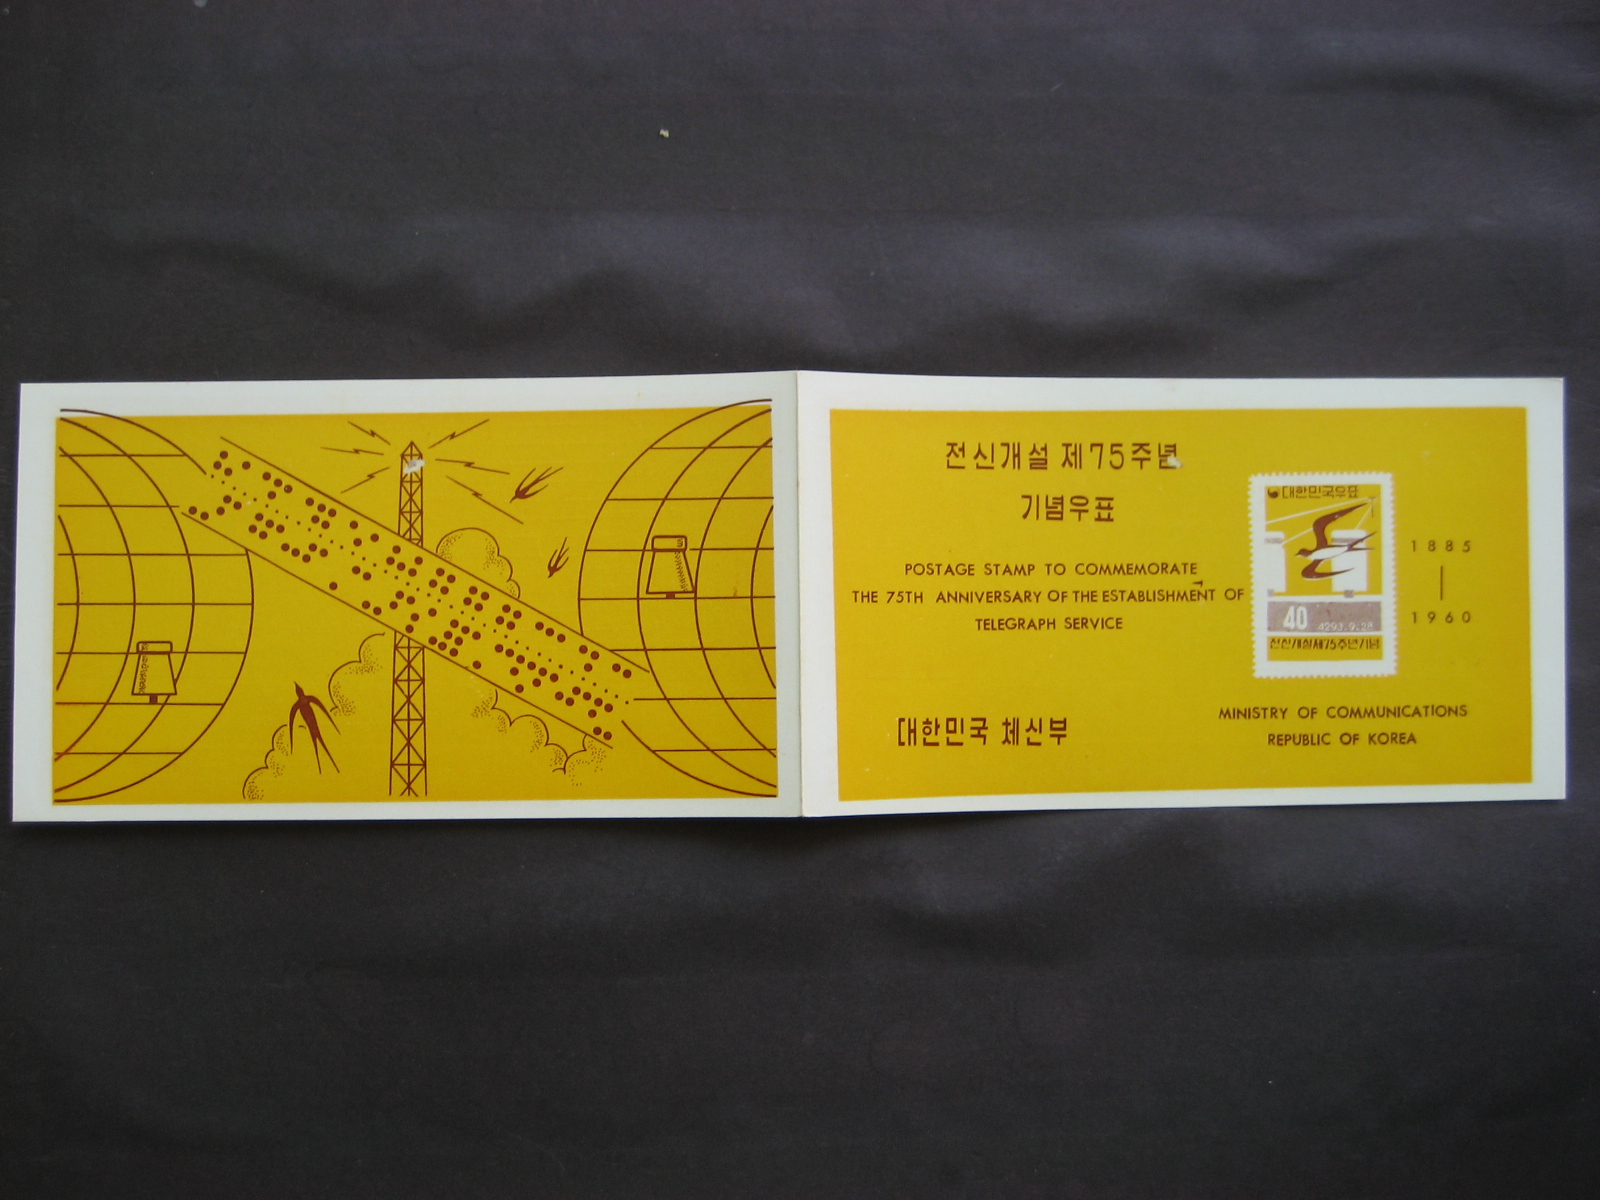 전신개설 제75주년
기념우표
POSTAGE STAMP TO COMMEMORATE
THE 75TH ANNIVERSARY OF THE ESTABLISHMENT OF
TELEGRAPH SERVICE
대한민국 체신부
대한민국우표
40
4293.9.28
전신개설제75주년기념
1885
1960
MINISTRY OF COMMUNICATIONS
REPUBLIC OF KOREA